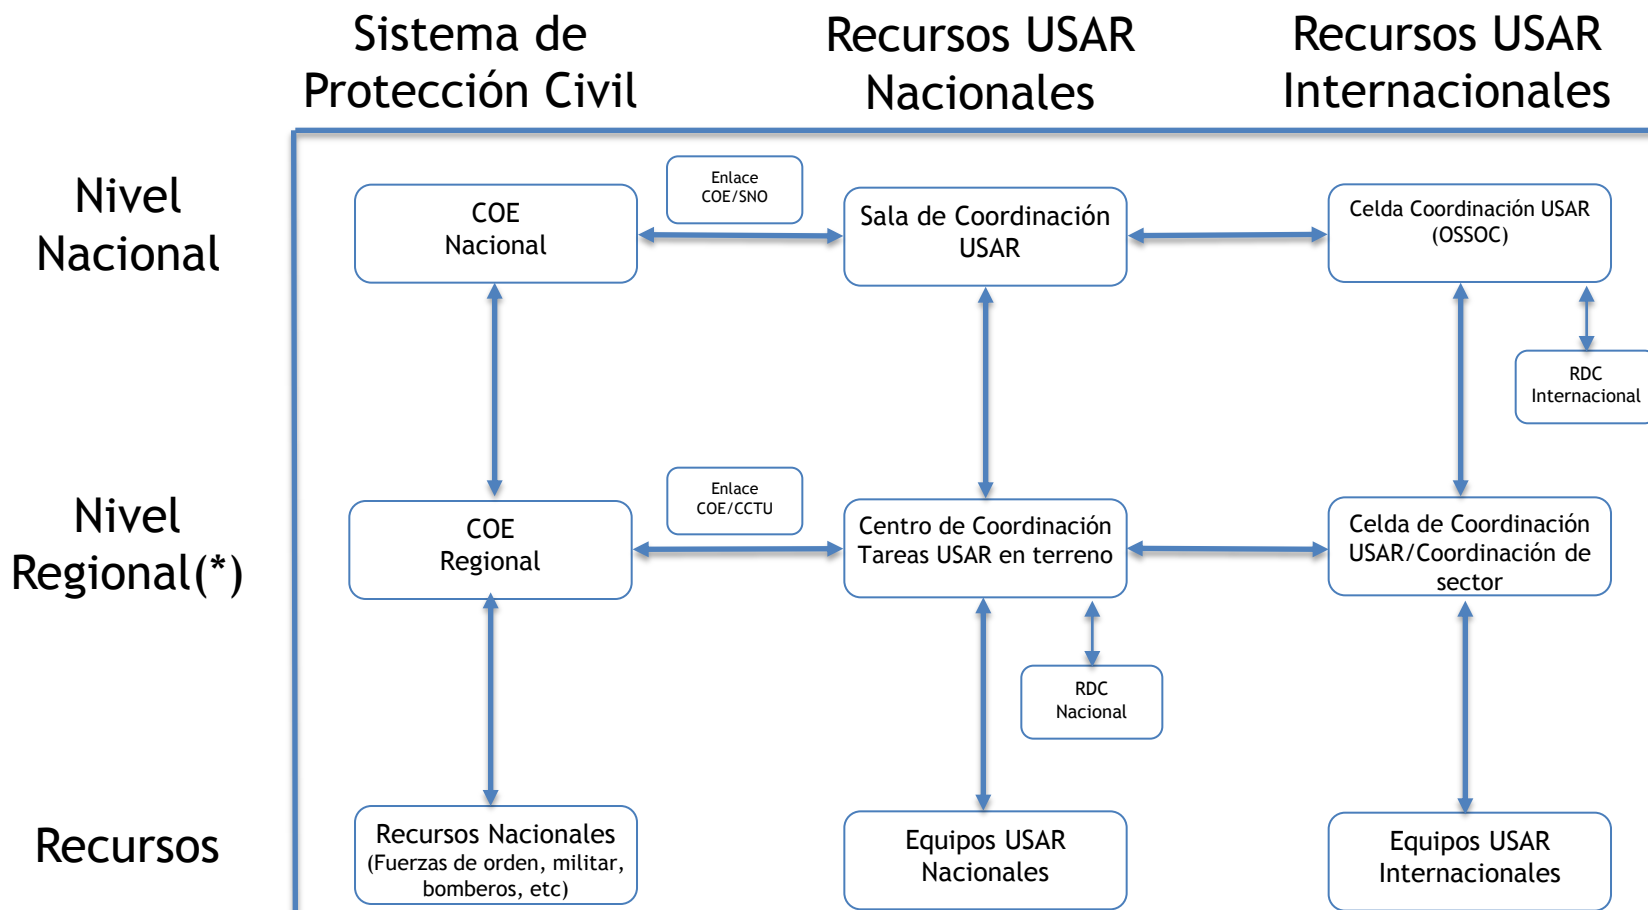 Sistema de
Protección Civil
Recursos USAR
Nacionales
Recursos USAR
Internacionales
Nivel
Nacional
COE
Nacional
Enlace
COE/SNO
Sala de Coordinación
USAR
Celda Coordinación USAR
(OSSOC)
RDC
Internacional
Nivel
Regional(*)
COE
Regional
Enlace
COE/CCTU
Centro de Coordinación
Tareas USAR en terreno
Celda de Coordinación
USAR/Coordinación de
sector
RDC
Nacional
Recursos
Recursos Nacionales
(Fuerzas de orden, militar,
bomberos, etc)
Equipos USAR
Nacionales
Equipos USAR
Internacionales